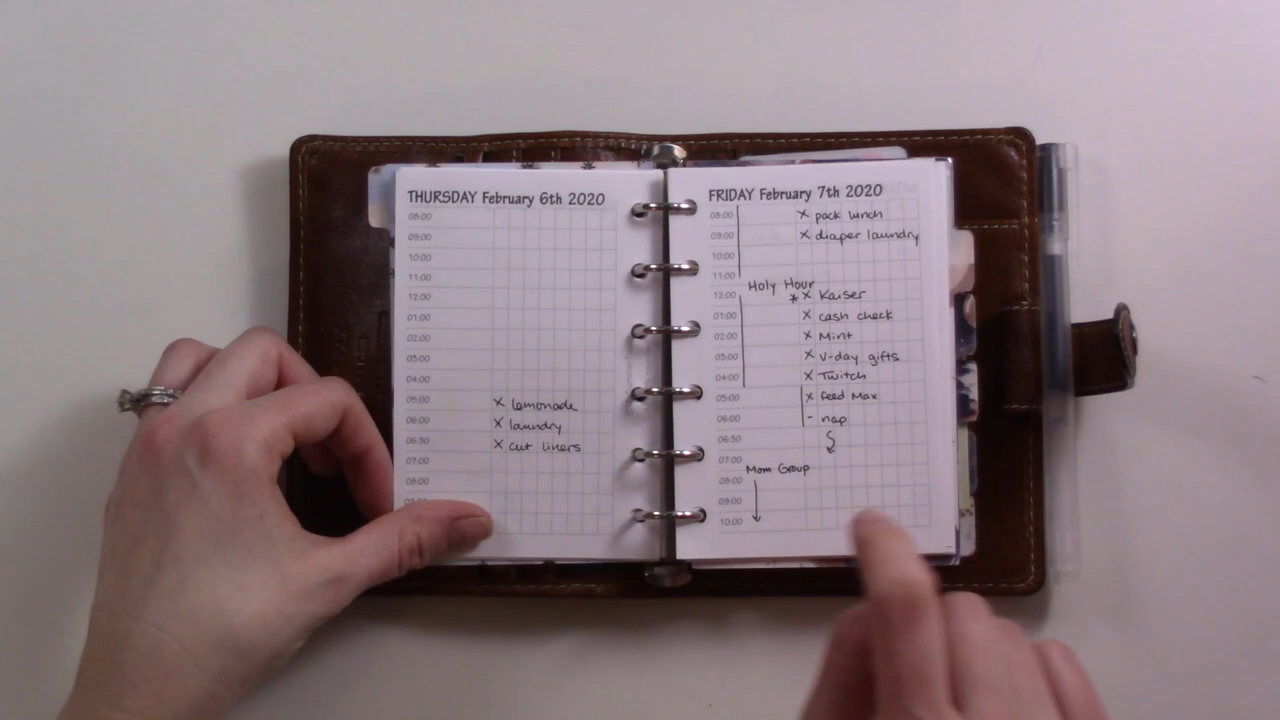 THURSDAY February 6th 2020
08:00
09:00
10:00
11:00
12:00
01:00
02:00
03:00
04:00
05:00 x lemonade
06:00 x laundry
06:30 x cut liners
07:00
08:00
09:00
FRIDAY February 7th 2020
08:00 x pack lunch
09:00 x diaper laundry
10:00
11:00 Holy Hour
12:00 *x Kaiser
01:00 x cash check
02:00 x Mint
03:00 x V-day gifts
04:00 x Twitch
05:00 x feed Max
06:00 - nap
06:30
07:00 Mom Group
08:00
09:00
10:00